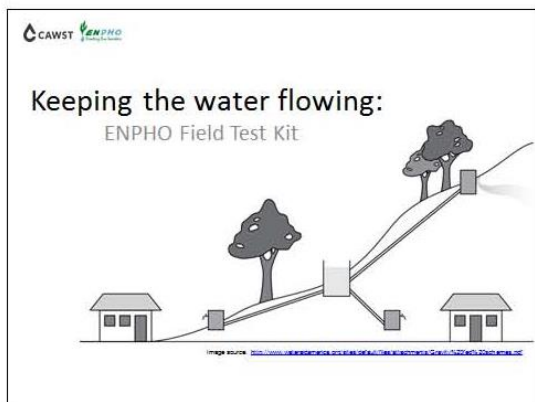 CAWST ENPHO
Keeping the water flowing:
ENPHO Field Test Kit
Image source: